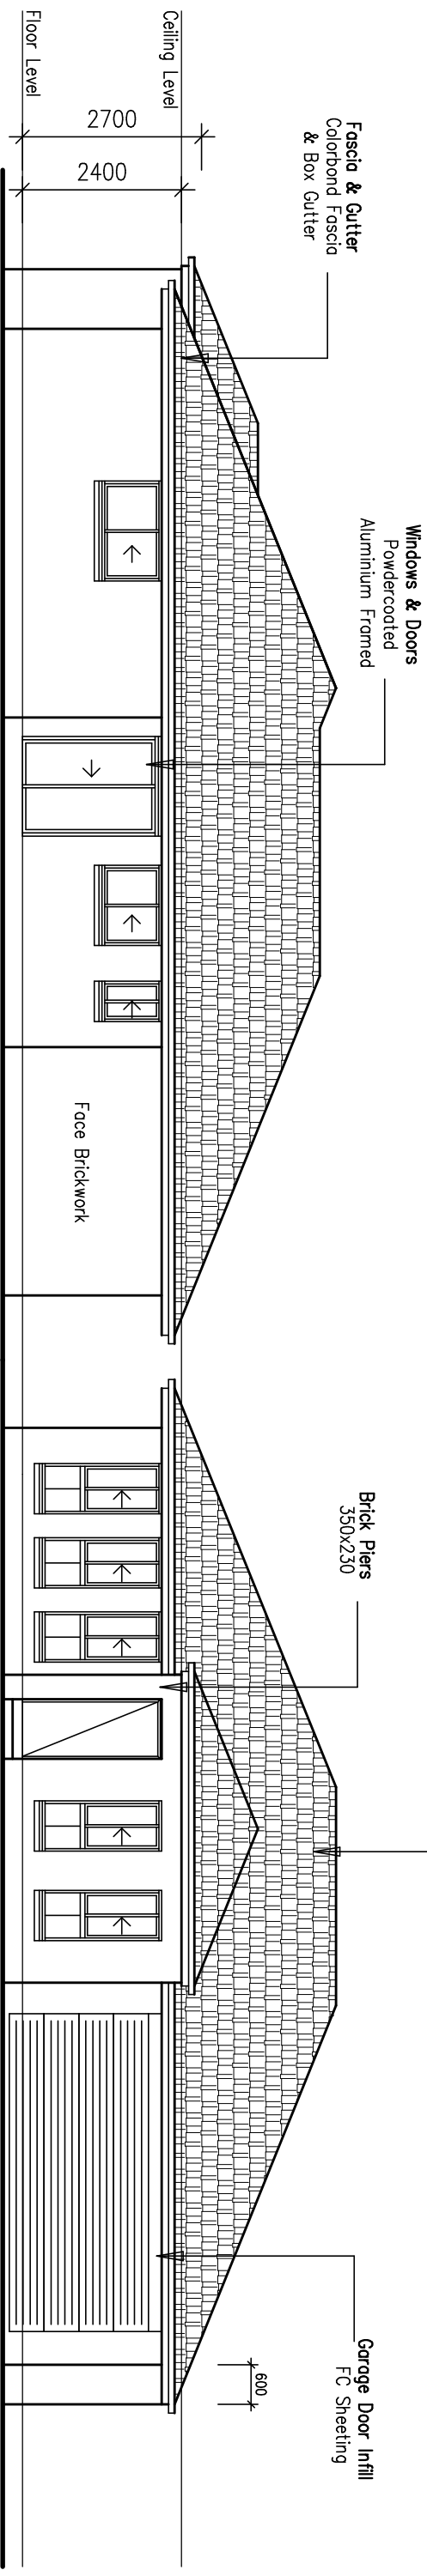 Fascia & Gutter
Colorbond Fascia
& Box Gutter
Windows & Doors
Powdercoated
Aluminium Framed
Brick Piers
350x230
Garage Door Infill
FC Sheeting
600
2700
2400
Ceiling Level
Floor Level
Face Brickwork